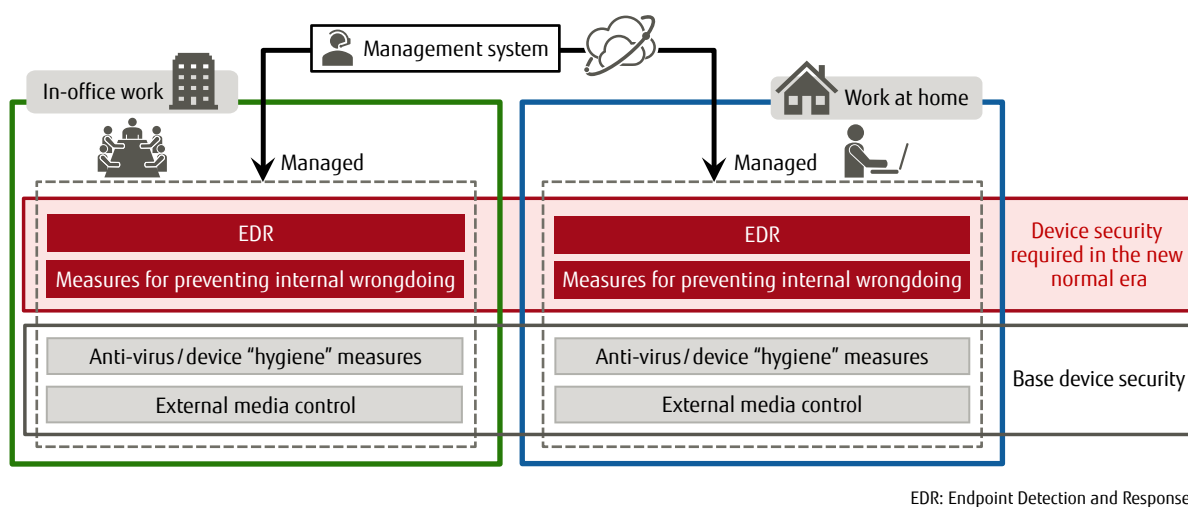 Management system
In-office work
Work at home
Managed
Managed
EDR
EDR
Device security
required in the new
normal era
Measures for preventing internal wrongdoing
Measures for preventing internal wrongdoing
Anti-virus/device “hygiene” measures
Anti-virus/device “hygiene” measures
Base device security
External media control
External media control
EDR: Endpoint Detection and Response